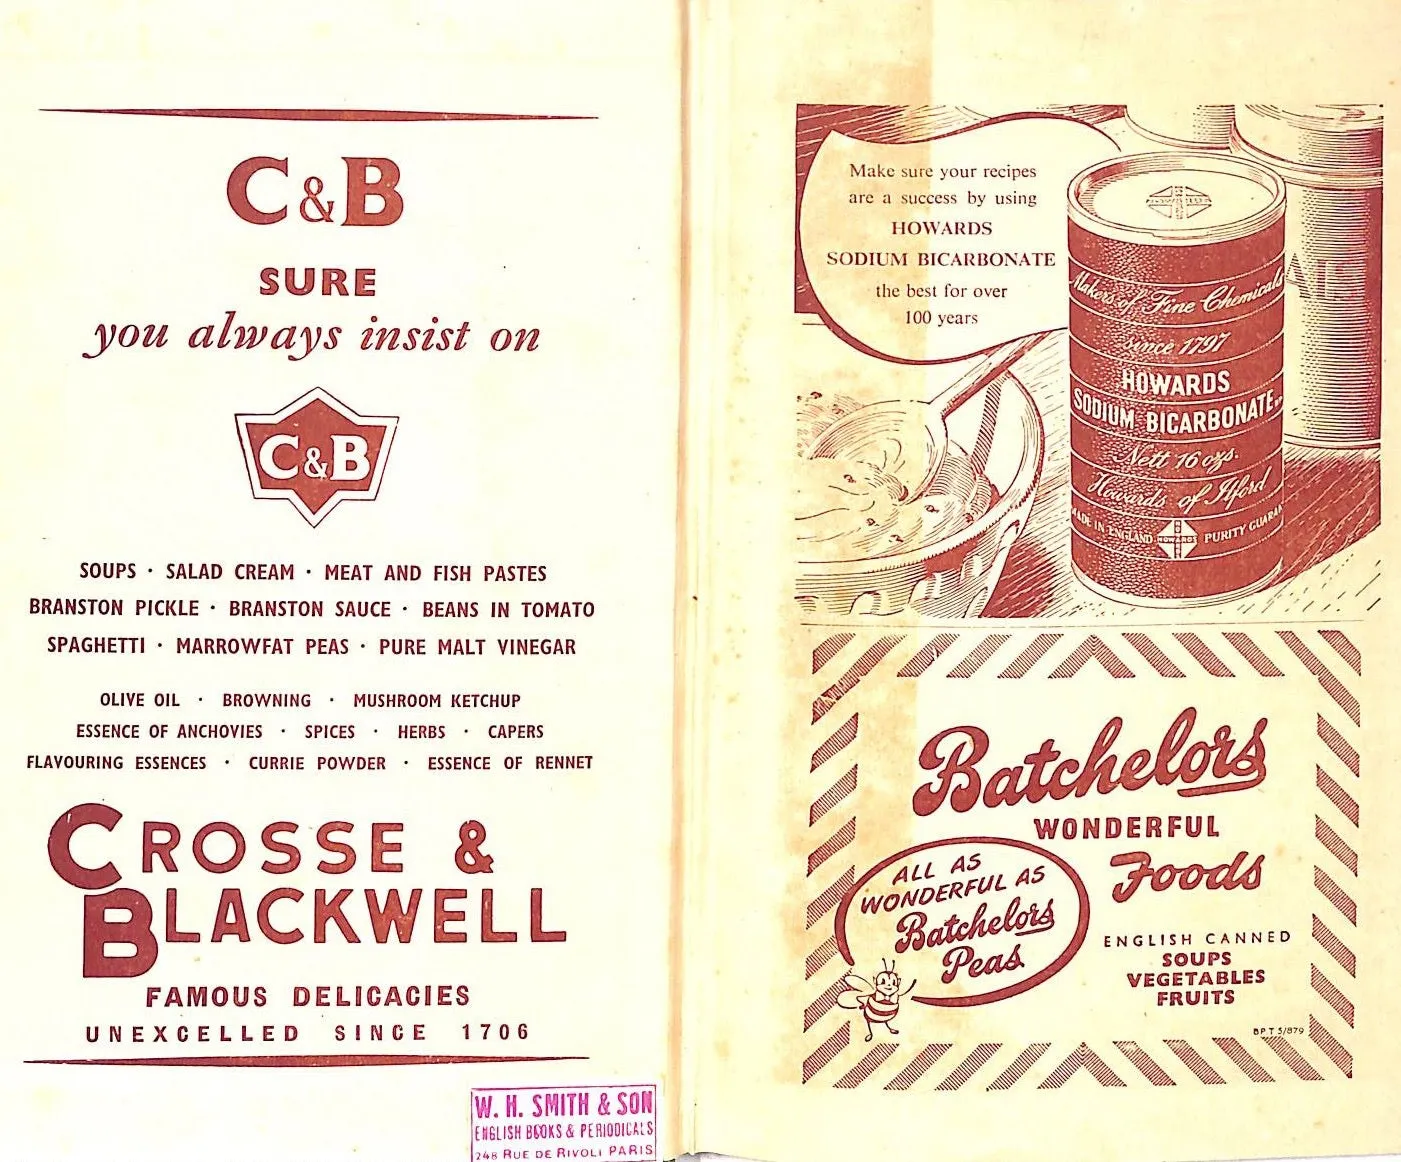 C&B
SURE
you always insist on
C&B
SOUPS · SALAD CREAM · MEAT AND FISH PASTES
BRANSTON PICKLE · BRANSTON SAUCE · BEANS IN TOMATO
SPAGHETTI · MARROWFAT PEAS · PURE MALT VINEGAR
OLIVE OIL · BROWNING · MUSHROOM KETCHUP
ESSENCE OF ANCHOVIES · SPICES · HERBS · CAPERS
FLAVOURING ESSENCES · CURRIE POWDER · ESSENCE OF RENNET
CROSSE &
BLACKWELL
FAMOUS DELICACIES
UNEXCELLED SINCE 1706
W. H. SMITH & SON
ENGLISH BOOKS & PERIODICALS
248 RUE DE RIVOLI PARIS
Make sure your recipes
are a success by using
HOWARDS
SODIUM BICARBONATE
the best for over
100 years
Makers of Fine Chemicals
since 1797
HOWARDS
SODIUM BICARBONATE
Nett 16 ozs.
Howards of Ilford
MADE IN ENGLAND HOWARDS PURITY
Batchelors
WONDERFUL
Foods
ALL AS
WONDERFUL AS
Batchelors
Peas
ENGLISH CANNED
SOUPS
VEGETABLES
FRUITS
BPT 5/879